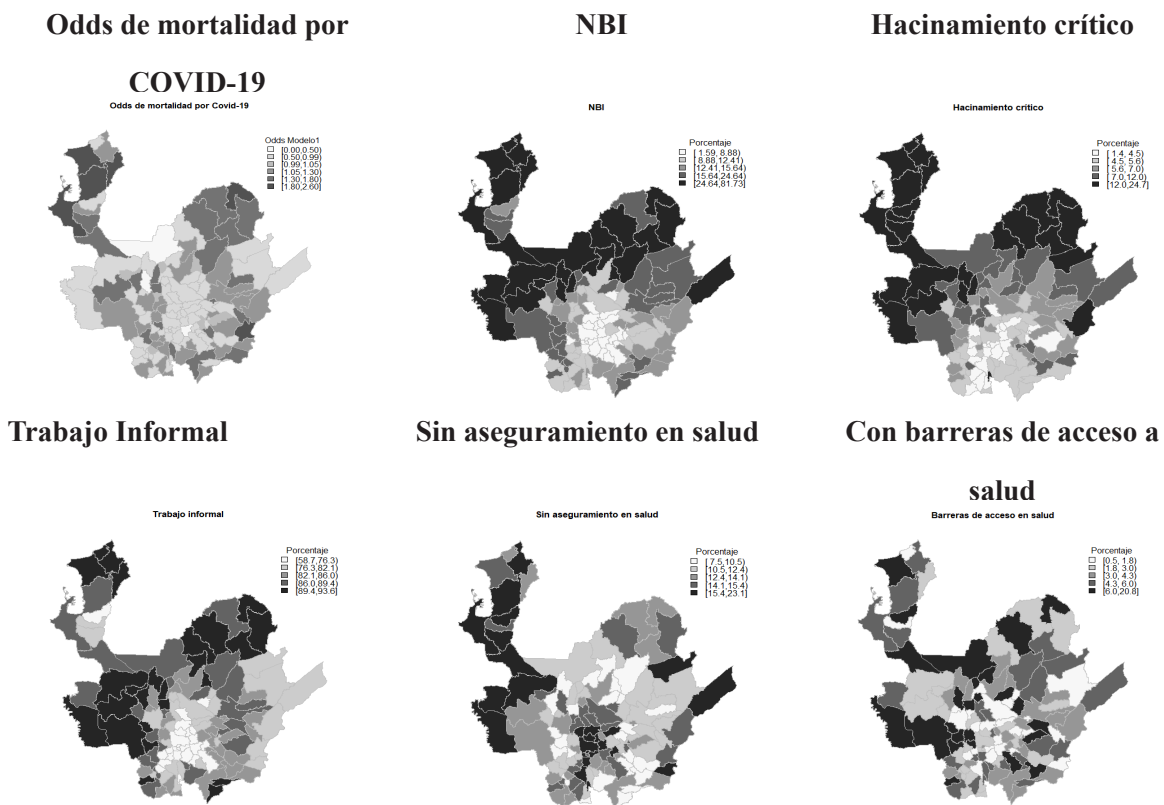 Odds de mortalidad por
COVID-19
Odds de mortalidad por Covid-19
Odds Modelo1
[0.00,0.50)
[0.50,0.99)
[0.99,1.05)
[1.05,1.30)
[1.30,1.80)
[1.80,2.60]
NBI
NBI
Porcentaje
[ 1.59, 8.88)
[ 8.88,12.41)
[12.41,15.64)
[15.64,24.64)
[24.64,81.73]
Hacinamiento crítico
Hacinamiento crítico
Porcentaje
[ 1.4, 4.5)
[ 4.5, 5.6)
[ 5.6, 7.0)
[ 7.0,12.0)
[12.0,24.7]
Trabajo Informal
Trabajo informal
Porcentaje
[58.7,76.3)
[76.3,82.1)
[82.1,86.0)
[86.0,89.4)
[89.4,93.6]
Sin aseguramiento en salud
Sin aseguramiento en salud
Porcentaje
[ 7.5,10.5)
[10.5,12.4)
[12.4,14.1)
[14.1,15.4)
[15.4,23.1]
Con barreras de acceso a
salud
Barreras de acceso en salud
Porcentaje
[0.5, 1.8)
[1.8, 3.0)
[3.0, 4.3)
[4.3, 6.0)
[6.0,20.8]